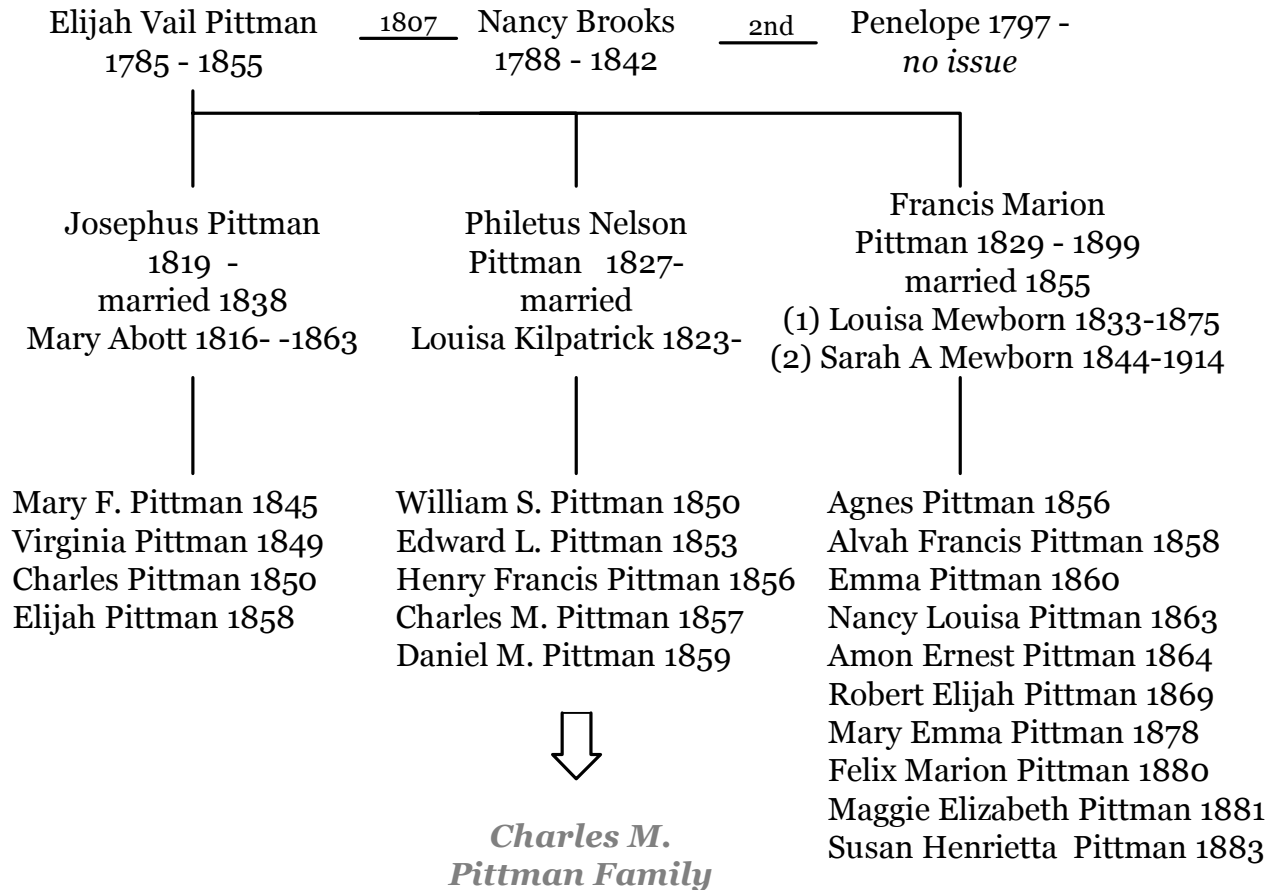 Elijah Vail Pittman
1785 - 1855
1807
Nancy Brooks
1788 - 1842
2nd
Penelope 1797 -
no issue
Josephus Pittman
1819 -
married 1838
Mary Abott 1816- -1863
Philetus Nelson
Pittman 1827-
married
Louisa Kilpatrick 1823-
Francis Marion
Pittman 1829 - 1899
married 1855
(1) Louisa Mewborn 1833-1875
(2) Sarah A Mewborn 1844-1914
Mary F. Pittman 1845
Virginia Pittman 1849
Charles Pittman 1850
Elijah Pittman 1858
William S. Pittman 1850
Edward L. Pittman 1853
Henry Francis Pittman 1856
Charles M. Pittman 1857
Daniel M. Pittman 1859
Charles M.
Pittman Family
Agnes Pittman 1856
Alvah Francis Pittman 1858
Emma Pittman 1860
Nancy Louisa Pittman 1863
Amon Ernest Pittman 1864
Robert Elijah Pittman 1869
Mary Emma Pittman 1878
Felix Marion Pittman 1880
Maggie Elizabeth Pittman 1881
Susan Henrietta Pittman 1883